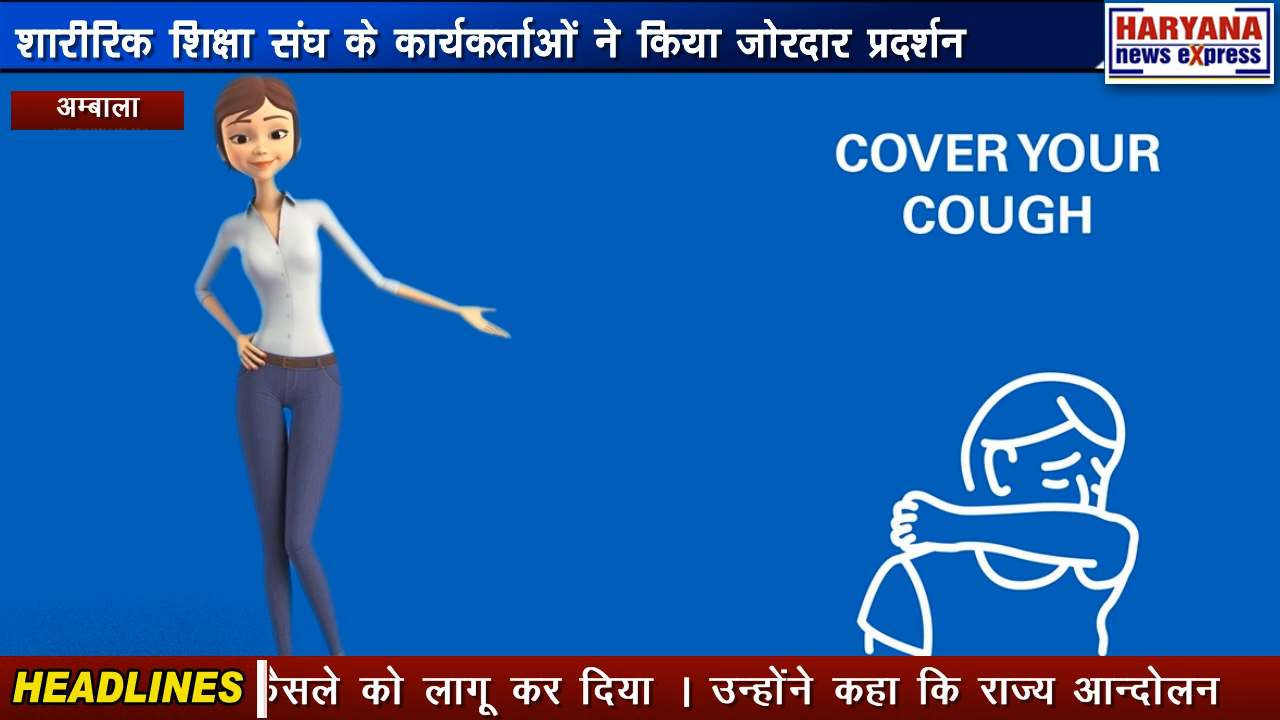 शारीरिक शिक्षा संघ के कार्यकर्ताओं ने किया जोरदार प्रदर्शन
HARYANA
news eXpress
अम्बाला
COVER YOUR
COUGH
HEADLINES
को लागू कर दिया । उन्होंने कहा कि राज्य आन्दोलन